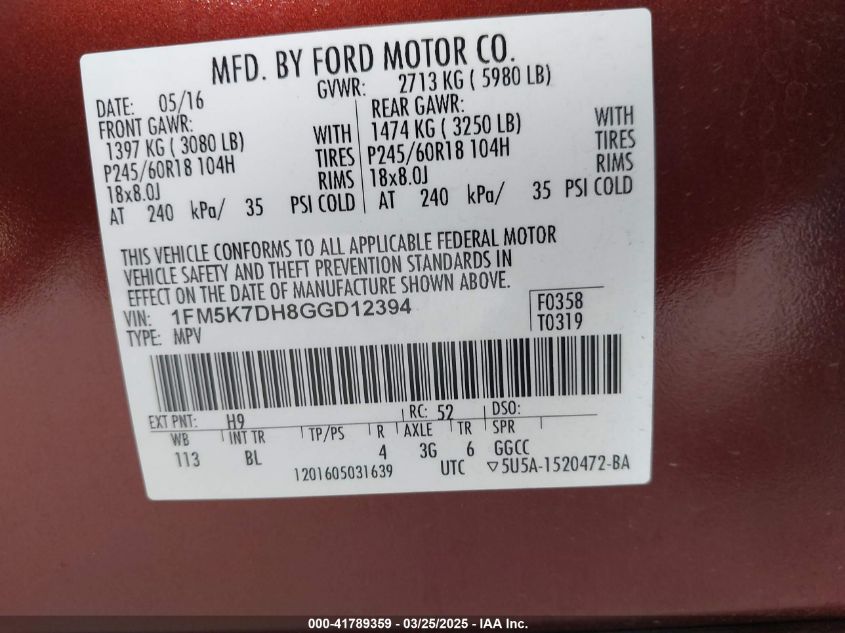 MFD. BY FORD MOTOR CO.
DATE: 05/16 GVWR: 2713 KG ( 5980 LB)
FRONT GAWR: REAR GAWR:
1397 KG ( 3080 LB) WITH 1474 KG ( 3250 LB) WITH
P245/60R18 104H TIRES P245/60R18 104H TIRES
18x8.0J RIMS 18x8.0J RIMS
AT 240 kPa/ 35 PSI COLD AT 240 kPa/ 35 PSI COLD
THIS VEHICLE CONFORMS TO ALL APPLICABLE FEDERAL MOTOR
VEHICLE SAFETY AND THEFT PREVENTION STANDARDS IN
EFFECT ON THE DATE OF MANUFACTURE SHOWN ABOVE.
VIN: 1FM5K7DH8GGD12394 F0358
TYPE: MPV T0319
EXT PNT: H9 RC: 52 DSO:
WB INT TR TP/PS R AXLE TR SPR
113 BL 4 3G 6 GGCC
1201605031639 UTC ▽5U5A-1520472-BA
000-41789359 - 03/25/2025 - IAA Inc.